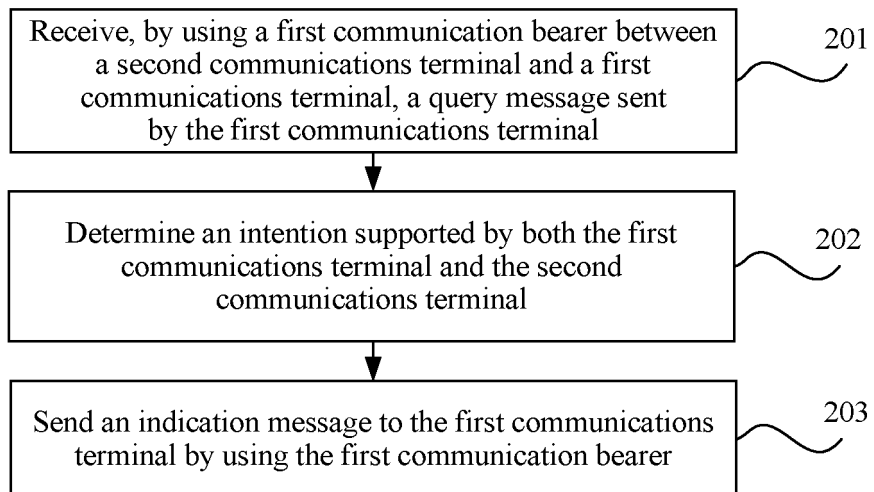 Receive, by using a first communication bearer between
a second communications terminal and a first
communications terminal, a query message sent
by the first communications terminal
201
Determine an intention supported by both the first
communications terminal and the second
communications terminal
202
Send an indication message to the first communications
terminal by using the first communication bearer
203